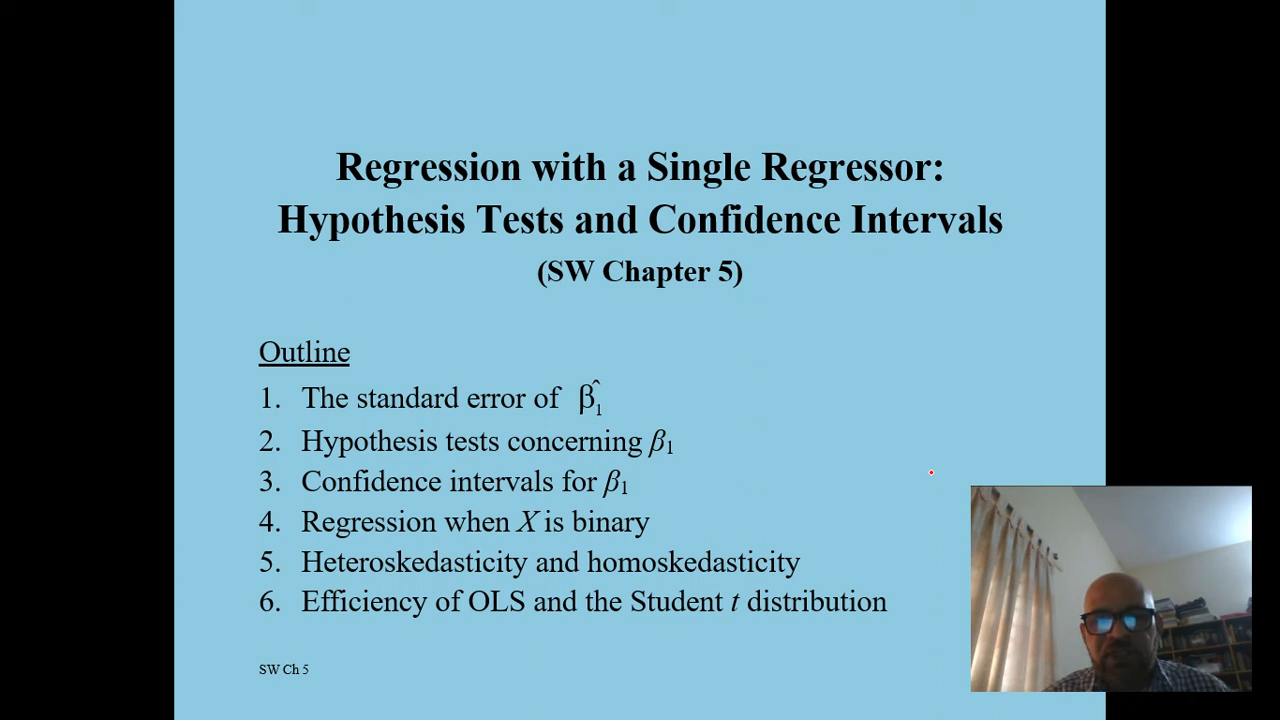 Regression with a Single Regressor:
Hypothesis Tests and Confidence Intervals
(SW Chapter 5)
Outline
1. The standard error of β̂₁
2. Hypothesis tests concerning β₁
3. Confidence intervals for β₁
4. Regression when X is binary
5. Heteroskedasticity and homoskedasticity
6. Efficiency of OLS and the Student t distribution
SW Ch 5